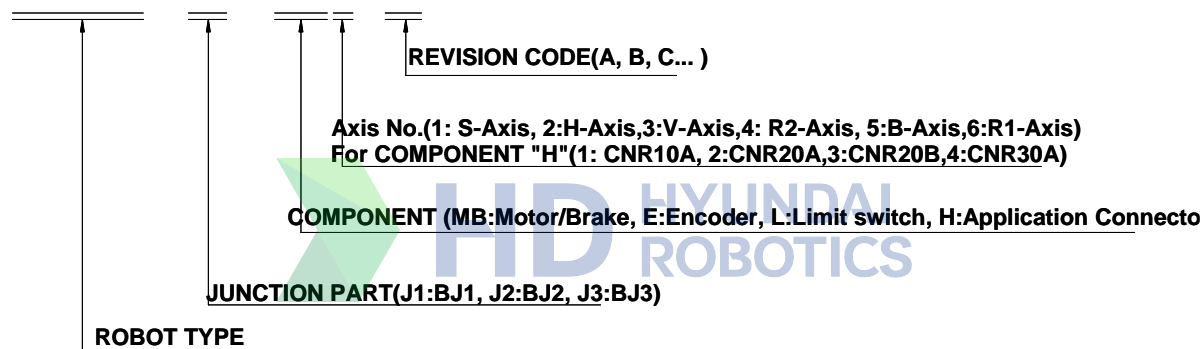 REVISION CODE(A, B, C... )
Axis No.(1: S-Axis, 2:H-Axis,3:V-Axis,4: R2-Axis, 5:B-Axis,6:R1-Axis)
For COMPONENT "H"(1: CNR10A, 2:CNR20A,3:CNR20B,4:CNR30A)
COMPONENT (MB:Motor/Brake, E:Encoder, L:Limit switch, H:Application Connecto
HD HYUNDAI
ROBOTICS
JUNCTION PART(J1:BJ1, J2:BJ2, J3:BJ3)
ROBOT TYPE